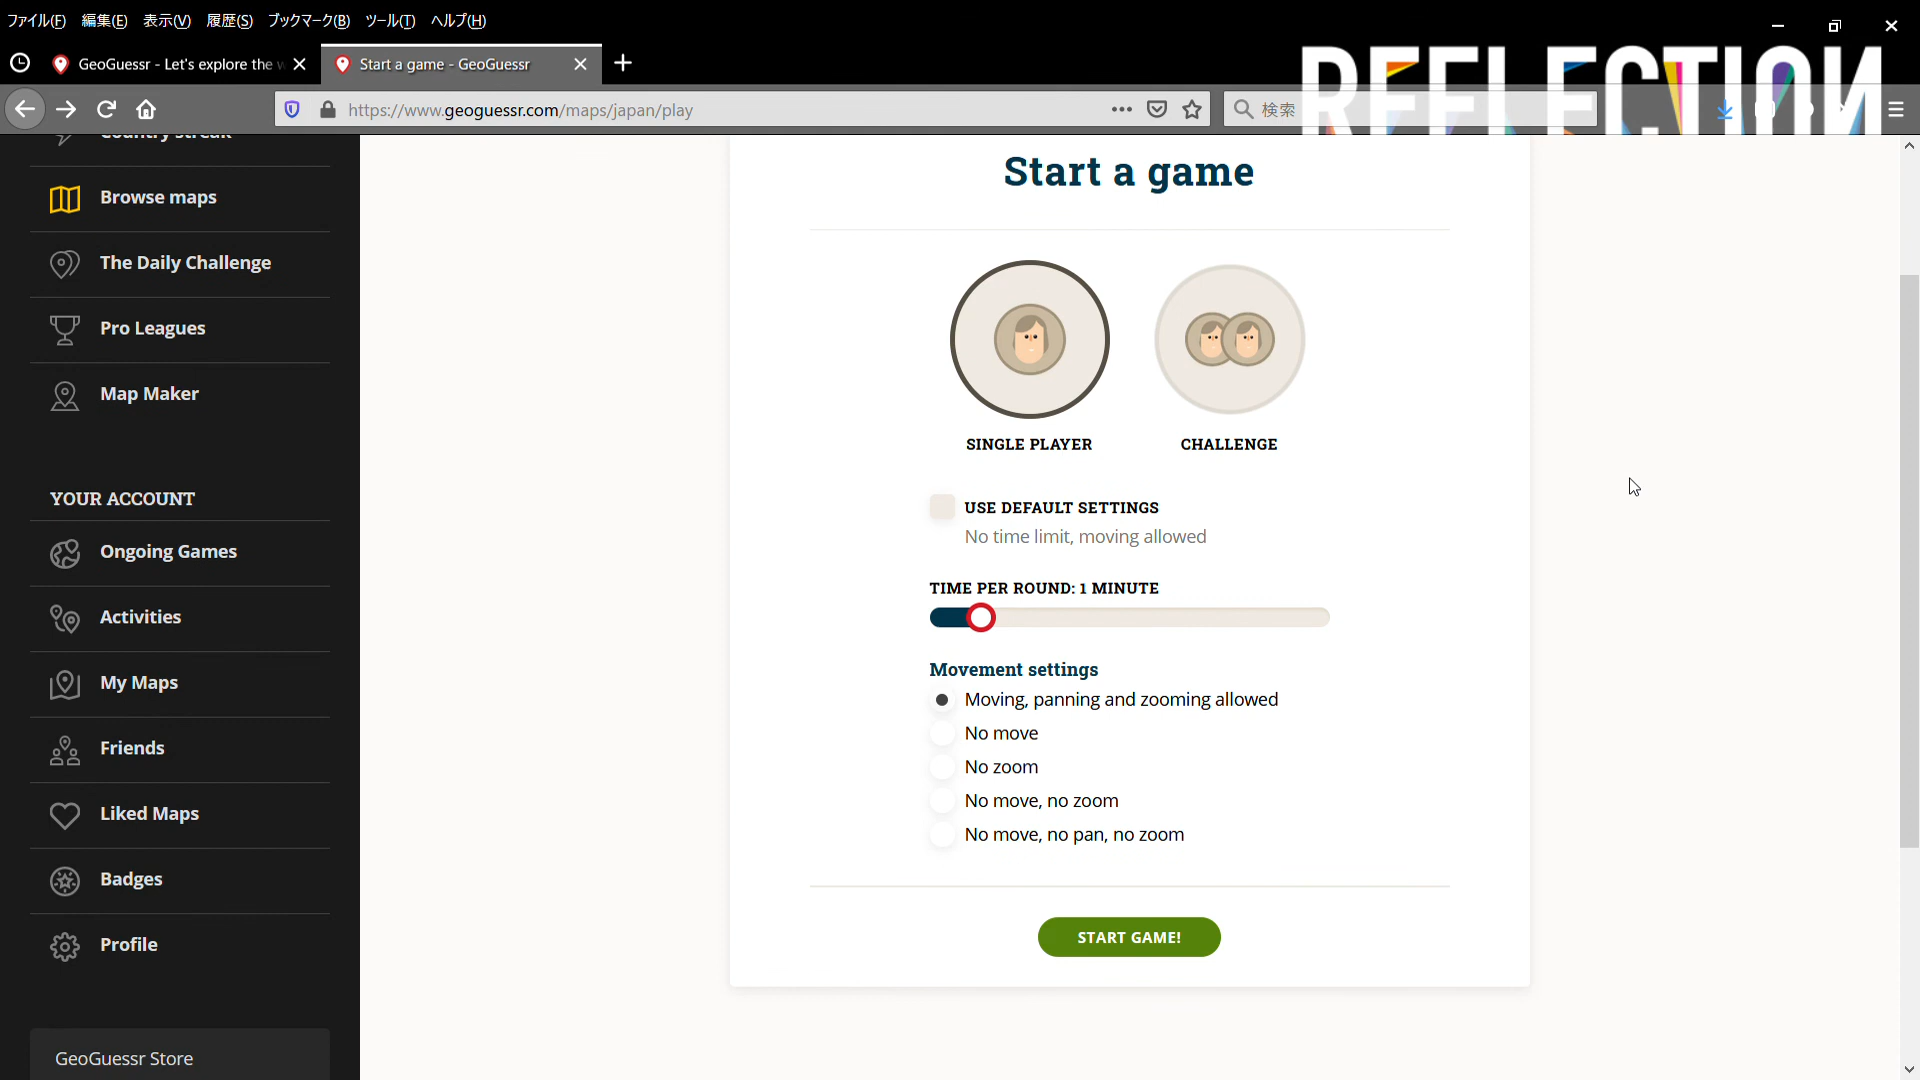 ファイル(F) 編集(E) 表示(V) 履歴(S) ブックマーク(B) ツール(T) ヘルプ(H)
GeoGuessr - Let's explore the w
Start a game - GeoGuessr
REFLECTION
https://www.geoguessr.com/maps/japan/play
検索
Country Streak
Browse maps
The Daily Challenge
Pro Leagues
Map Maker
YOUR ACCOUNT
Ongoing Games
Activities
My Maps
Friends
Liked Maps
Badges
Profile
GeoGuessr Store
Start a game
SINGLE PLAYER
CHALLENGE
USE DEFAULT SETTINGS
No time limit, moving allowed
TIME PER ROUND: 1 MINUTE
Movement settings
Moving, panning and zooming allowed
No move
No zoom
No move, no zoom
No move, no pan, no zoom
START GAME!